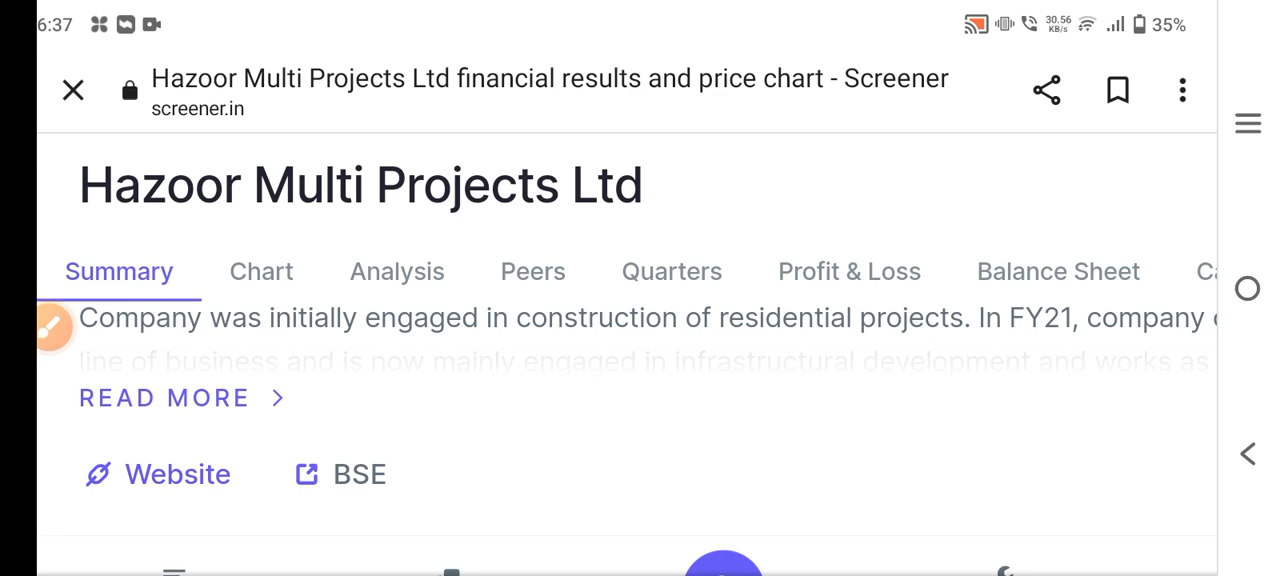 6:37
30.56
KB/s
35%
Hazoor Multi Projects Ltd financial results and price chart - Screener
screener.in
Hazoor Multi Projects Ltd
Summary Chart Analysis Peers Quarters Profit & Loss Balance Sheet
Company was initially engaged in construction of residential projects. In FY21, company
line of business and is now mainly engaged in infrastructural development and works as
READ MORE
Website BSE